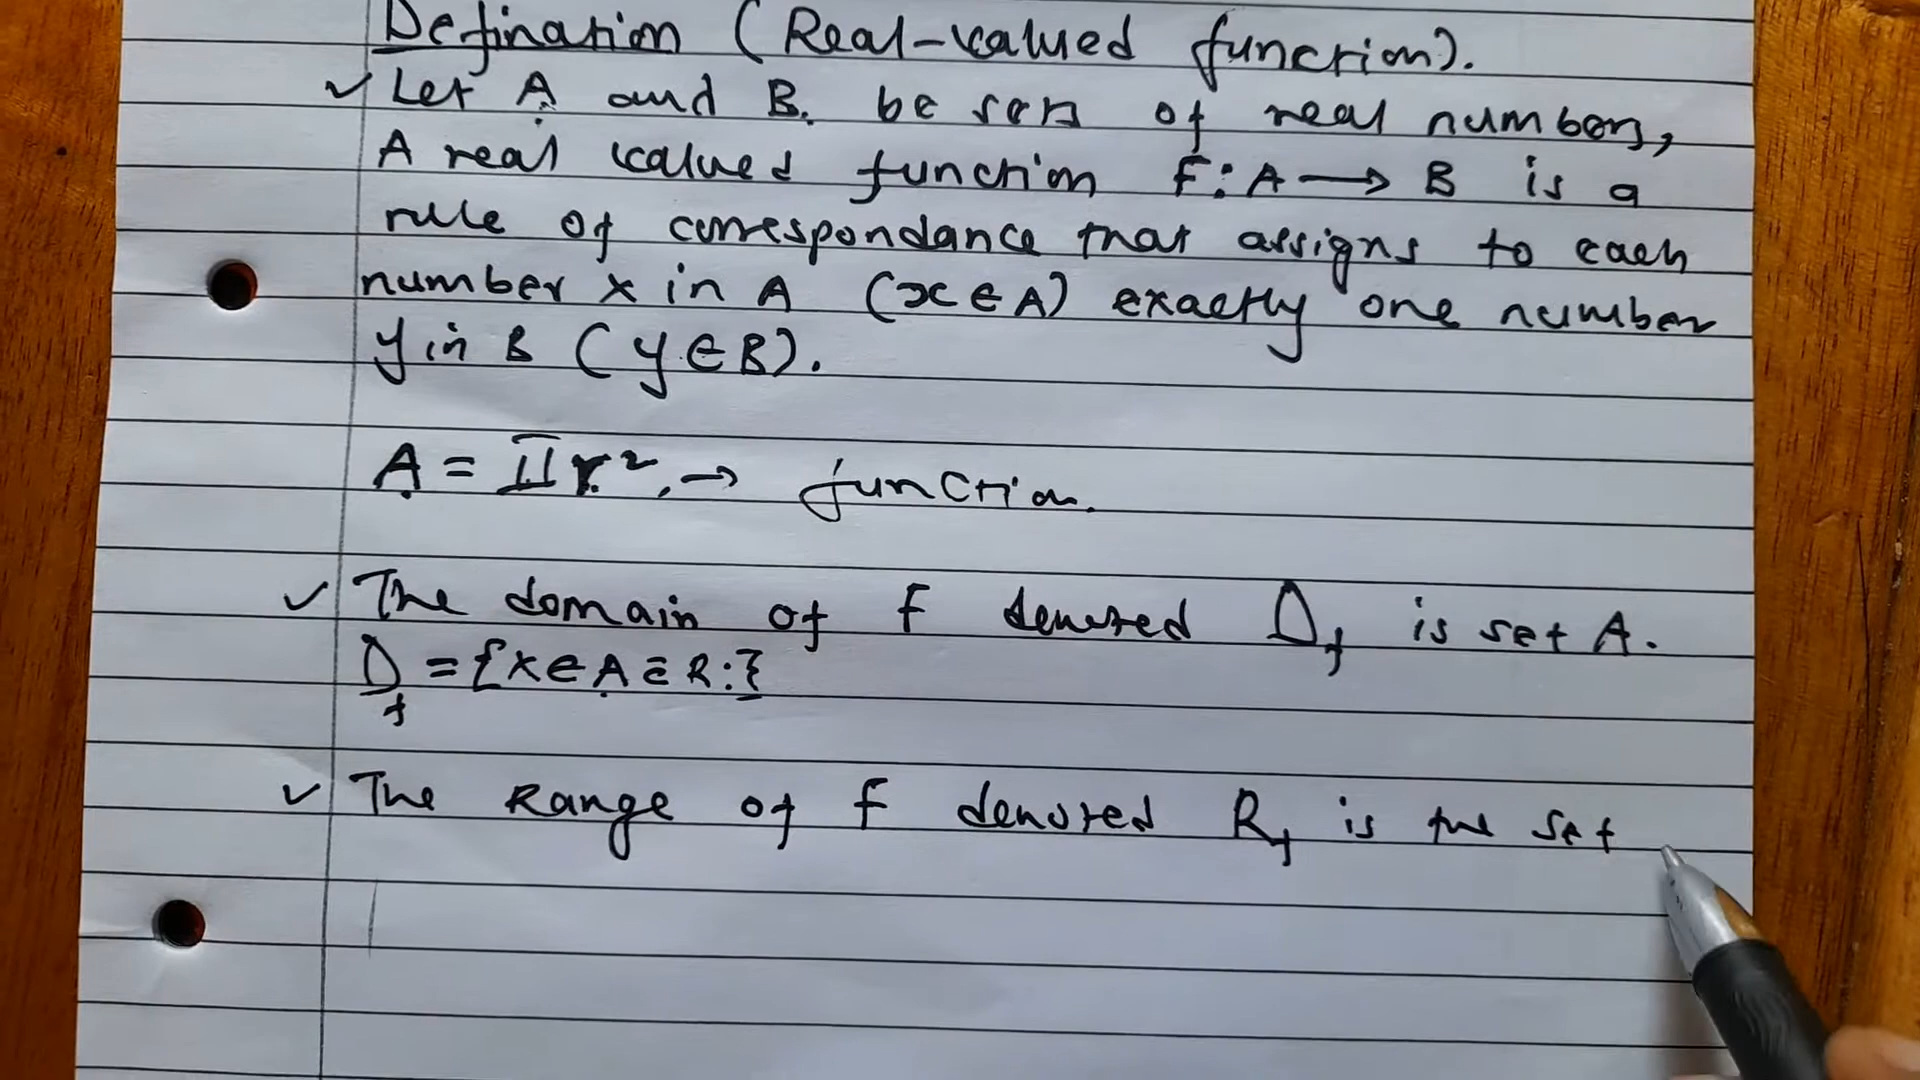 Defination (Real-valued function).
✓ Let A and B. be sets of real numbers,
A real valued function F: A → B is a
rule of correspondance that assigns to each
number x in A (x ∈ A) exactly one number
y in B (y ∈ B).
A = πr², → function.
✓ The domain of F denoted D_f is set A.
D_f = {x ∈ A ∈ R:}
✓ The Range of F denoted R_f is the set